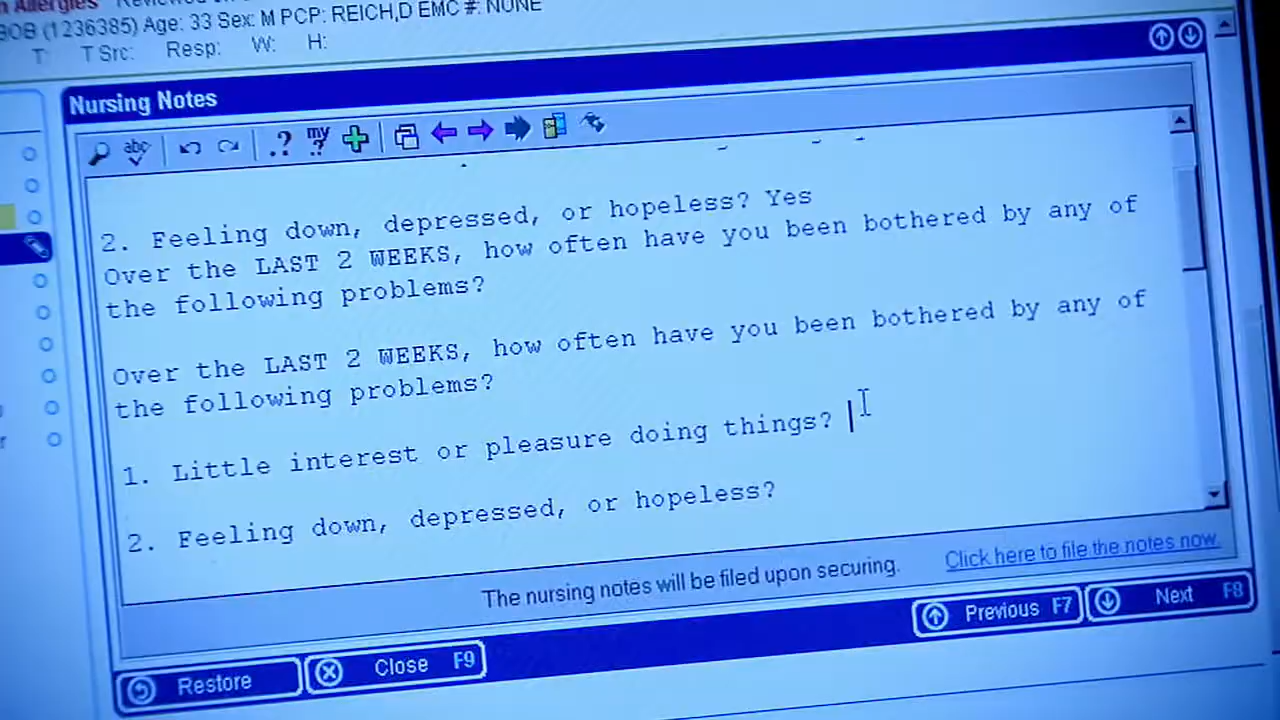 Allergies
BOB (1236385) Age: 33 Sex: M PCP: REICH,D EMC #: NONE
T: T Src: Resp: W: H:
Nursing Notes
abc
.? my.?
2. Feeling down, depressed, or hopeless? Yes
Over the LAST 2 WEEKS, how often have you been bothered by any of
the following problems?
Over the LAST 2 WEEKS, how often have you been bothered by any of
the following problems?
1. Little interest or pleasure doing things?
2. Feeling down, depressed, or hopeless?
The nursing notes will be filed upon securing. Click here to file the notes now.
Previous F7 Next F8
Restore Close F9